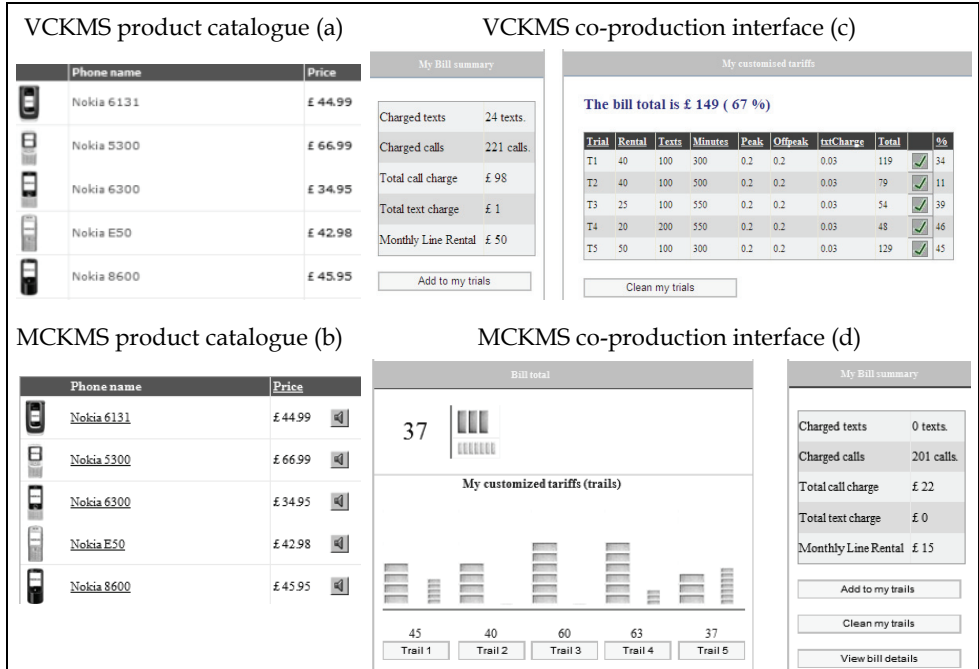 VCKMS product catalogue (a)
Phone name Price
Nokia 6131 £ 44.99
Nokia 5300 £ 66.99
Nokia 6300 £ 34.95
Nokia E50 £ 42.98
Nokia 8600 £ 45.95
VCKMS co-production interface (c)
My Bill summary
Charged texts 24 texts.
Charged calls 221 calls.
Total call charge £ 98
Total text charge £ 1
Monthly Line Rental £ 50
Add to my trials
My customized tariffs
The bill total is £ 149 ( 67 %)
Trial Rental Texts Minutes Peak Offpeak txtCharge Total %
T1 40 100 300 0.2 0.2 0.03 119 34
T2 40 100 500 0.2 0.2 0.03 79 11
T3 25 100 550 0.2 0.2 0.03 54 39
T4 20 200 550 0.2 0.2 0.03 48 46
T5 50 100 300 0.2 0.2 0.03 129 45
Clean my trials
MCKMS product catalogue (b)
Phone name Price
Nokia 6131 £ 44.99
Nokia 5300 £ 66.99
Nokia 6300 £ 34.95
Nokia E50 £ 42.98
Nokia 8600 £ 45.95
MCKMS co-production interface (d)
Bill total
37
My customized tariffs (trails)
45 40 60 63 37
Trail 1 Trail 2 Trail 3 Trail 4 Trail 5
My Bill summary
Charged texts 0 texts.
Charged calls 201 calls.
Total call charge £ 22
Total text charge £ 0
Monthly Line Rental £ 15
Add to my trails
Clean my trails
View bill details